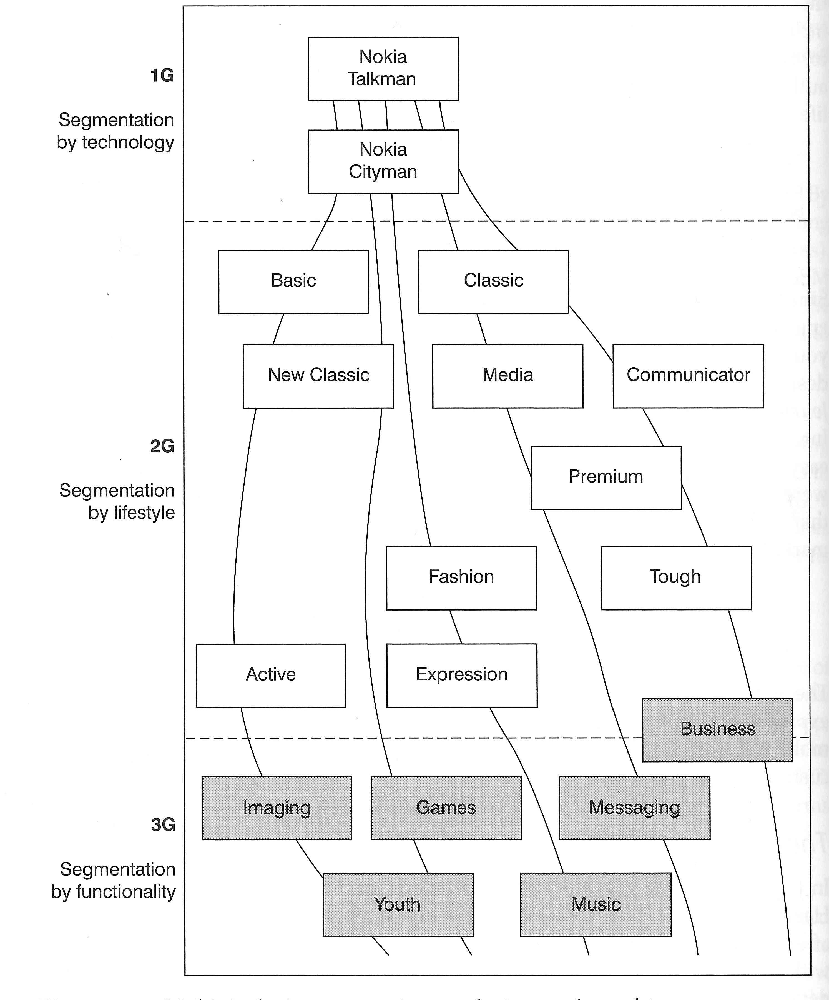 Nokia
Talkman
1G
Segmentation
by technology
Nokia
Cityman
Basic
Classic
New Classic
Media
Communicator
2G
Segmentation
by lifestyle
Premium
Fashion
Tough
Active
Expression
Business
Imaging
Games
Messaging
3G
Segmentation
by functionality
Youth
Music